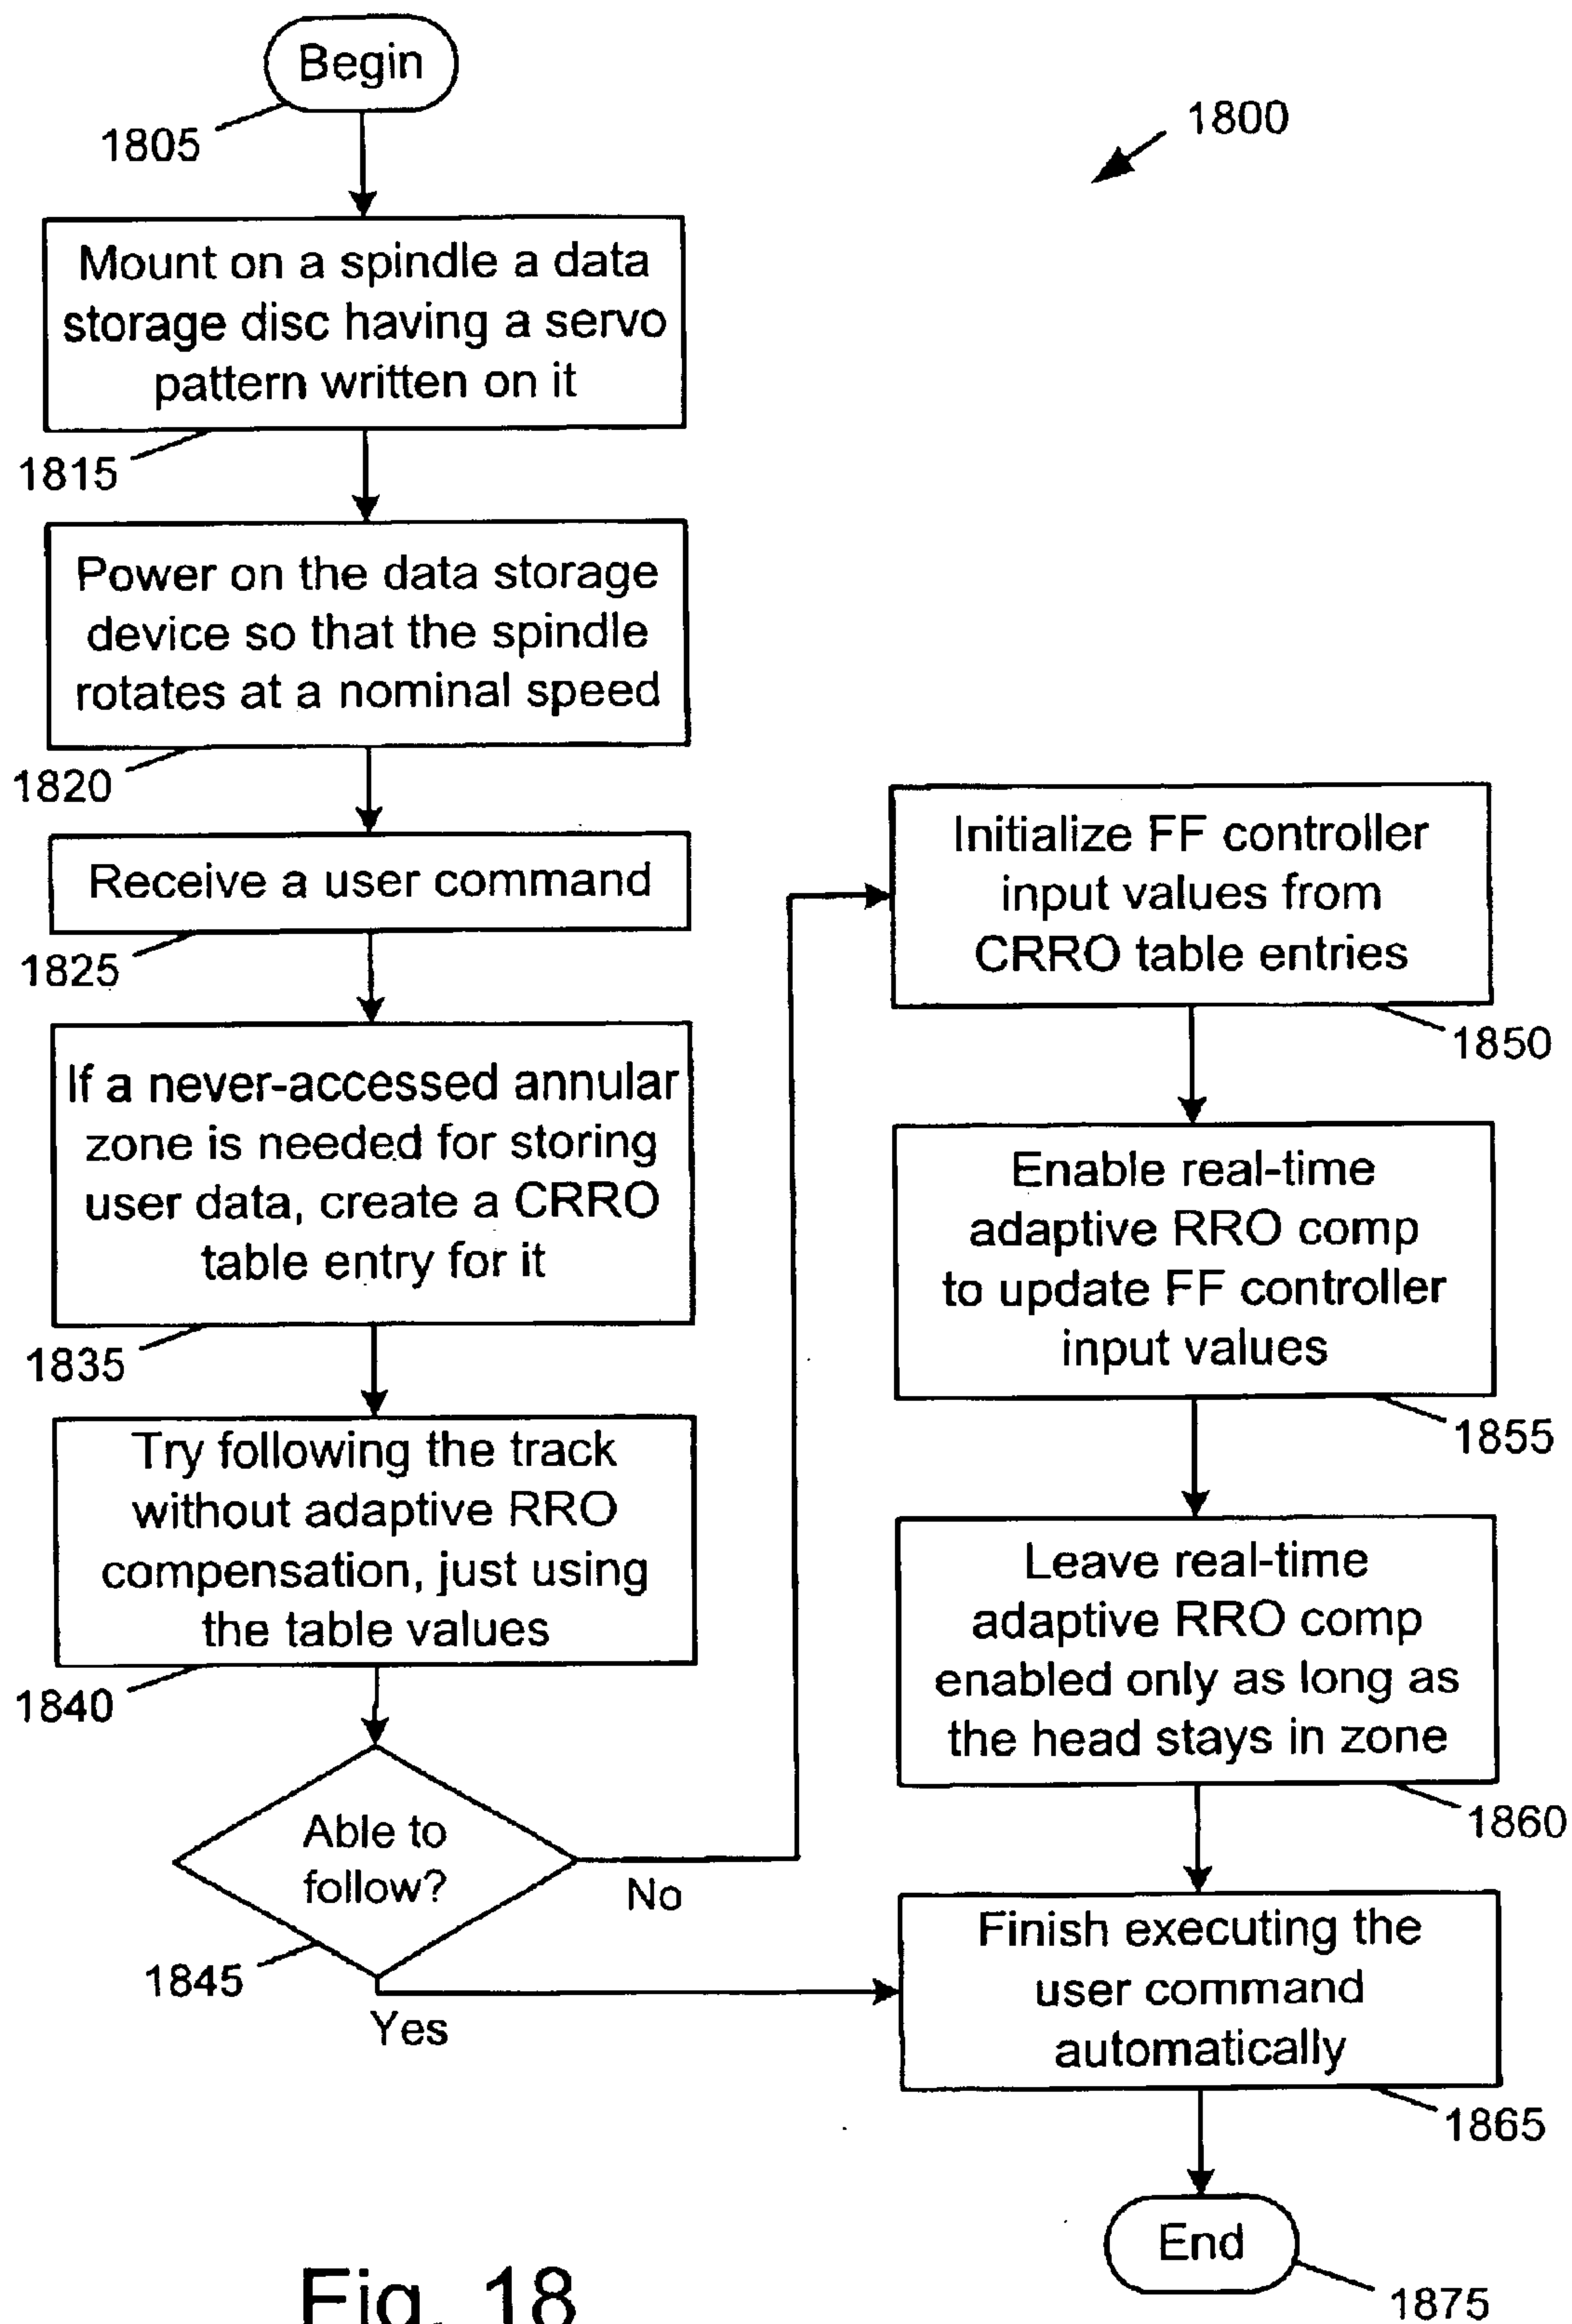 Begin
1805
1800
Mount on a spindle a data
storage disc having a servo
pattern written on it
1815
Power on the data storage
device so that the spindle
rotates at a nominal speed
1820
Receive a user command
1825
If a never-accessed annular
zone is needed for storing
user data, create a CRRO
table entry for it
1835
Try following the track
without adaptive RRO
compensation, just using
the table values
1840
Able to
follow?
1845
No
Yes
Initialize FF controller
input values from
CRRO table entries
1850
Enable real-time
adaptive RRO comp
to update FF controller
input values
1855
Leave real-time
adaptive RRO comp
enabled only as long as
the head stays in zone
1860
Finish executing the
user command
automatically
1865
End
1875
Fig. 18